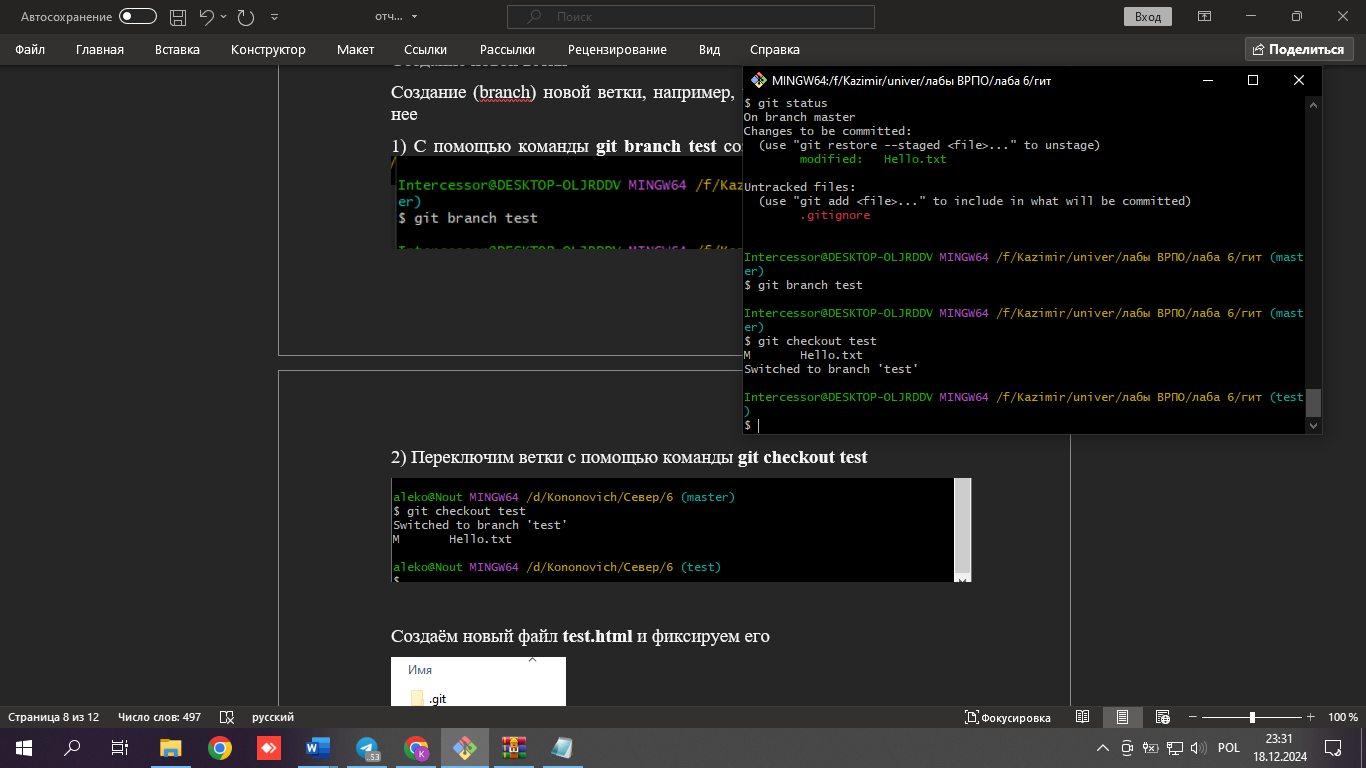 Автосохранение
отч...
Поиск
Вход
Файл
Главная
Вставка
Конструктор
Макет
Ссылки
Рассылки
Рецензирование
Вид
Справка
Поделиться
Создание (branch) новой ветки, например,
нее
1) С помощью команды git branch test
Intercessor@DESKTOP-OLJRDDV MINGW64 /f/Kaz
er)
$ git branch test
Intercessor@DESKTOP-OLJRDDV MINGW64 /f/Kaz
MINGW64:/f/Kazimir/univer/лабы ВРПО/лаба 6/гит
$ git status
On branch master
Changes to be committed:
(use "git restore --staged <file>..." to unstage)
modified: Hello.txt
Untracked files:
(use "git add <file>..." to include in what will be committed)
.gitignore
Intercessor@DESKTOP-OLJRDDV MINGW64 /f/Kazimir/univer/лабы ВРПО/лаба 6/гит (mast
er)
$ git branch test
Intercessor@DESKTOP-OLJRDDV MINGW64 /f/Kazimir/univer/лабы ВРПО/лаба 6/гит (mast
er)
$ git checkout test
M Hello.txt
Switched to branch 'test'
Intercessor@DESKTOP-OLJRDDV MINGW64 /f/Kazimir/univer/лабы ВРПО/лаба 6/гит (test
)
$
2) Переключим ветки с помощью команды git checkout test
aleko@Nout MINGW64 /d/Kononovich/Север/6 (master)
$ git checkout test
Switched to branch 'test'
M Hello.txt
aleko@Nout MINGW64 /d/Kononovich/Север/6 (test)
$
Создаём новый файл test.html и фиксируем его
Имя
.git
Страница 8 из 12
Число слов: 497
русский
Фокусировка
100 %
53
K
POL
23:31
18.12.2024